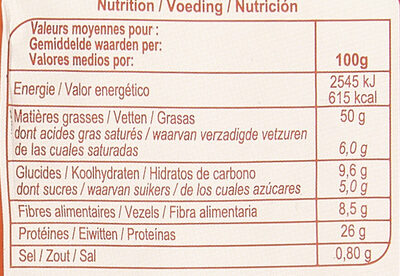 Nutrition / Voeding / Nutrición
Valeurs moyennes pour :
Gemiddelde waarden per:
Valores medios por: 100g
Energie / Valor energético 2545 kJ
615 kcal
Matières grasses / Vetten / Grasas 50 g
dont acides gras saturés / waarvan verzadigde vetzuren
de las cuales saturadas 6,0 g
Glucides / Koolhydraten / Hidratos de carbono 9,6 g
dont sucres / waarvan suikers / de los cuales azúcares 5,0 g
Fibres alimentaires / Vezels / Fibra alimentaria 8,5 g
Protéines / Eiwitten / Proteínas 26 g
Sel / Zout / Sal 0,80 g